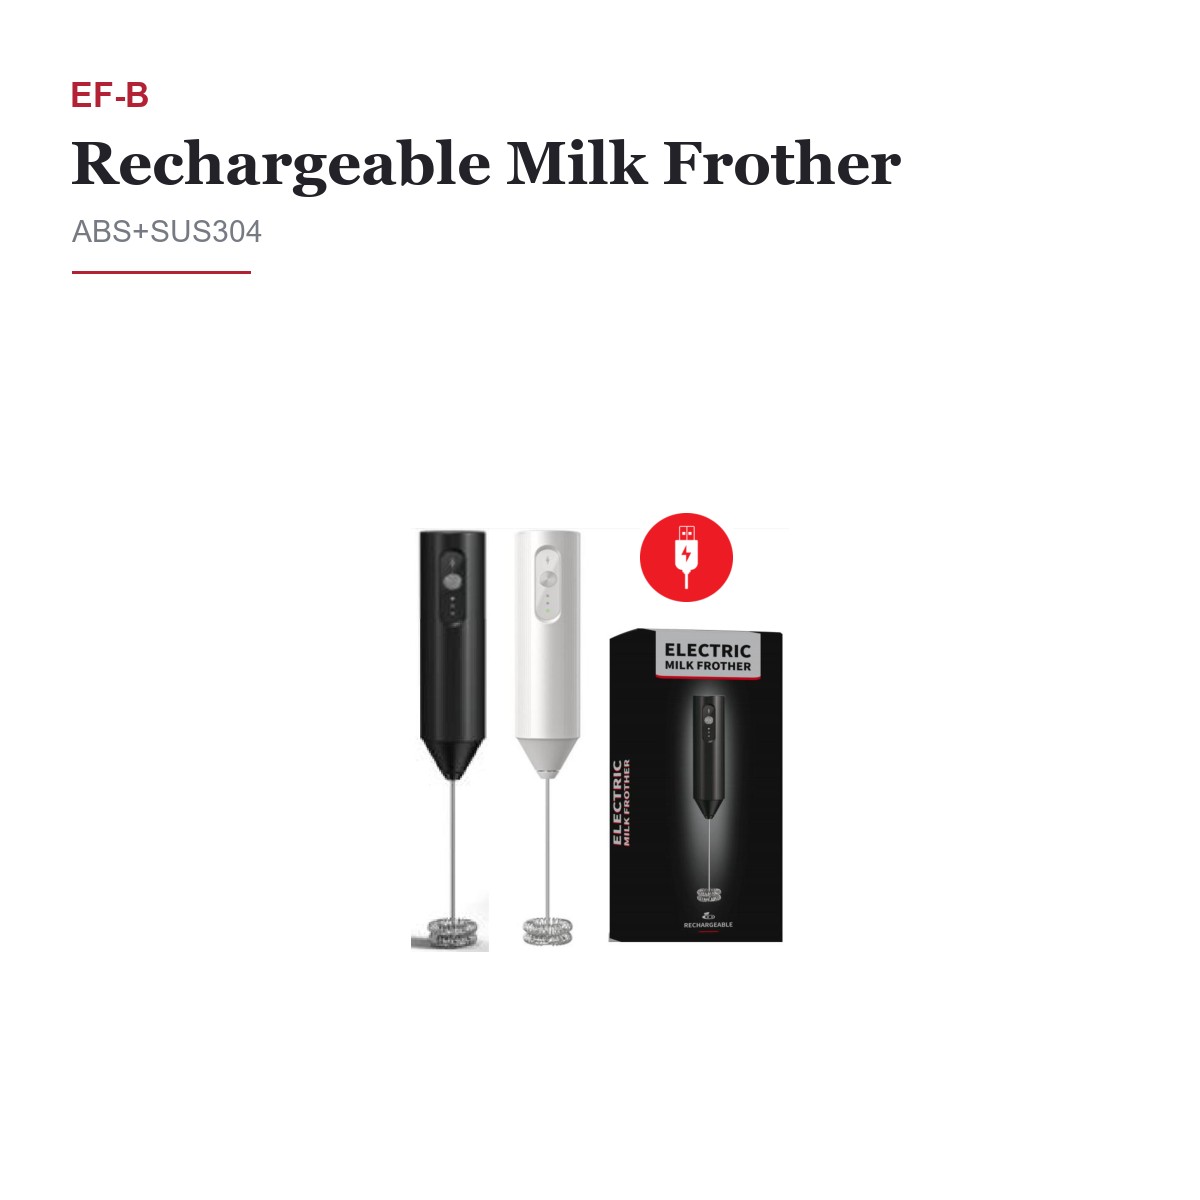 EF-B
Rechargeable Milk Frother
ABS+SUS304
ELECTRIC
MILK FROTHER
ELECTRIC
MILK FROTHER
RECHARGEABLE